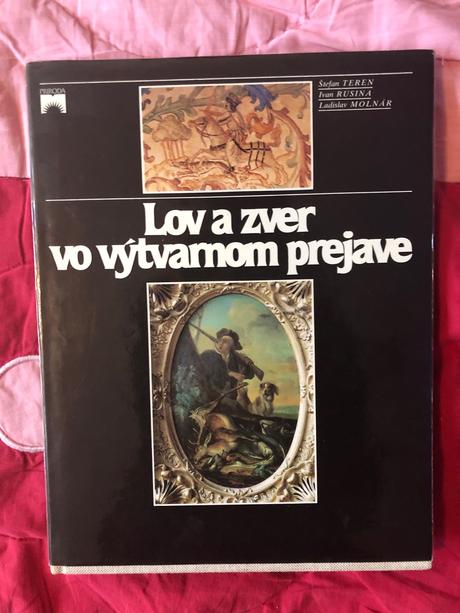 PRÍRODA
Štefan TEREN
Ivan RUSINA
Ladislav MOLNÁR
Lov a zver
vo výtvarnom prejave